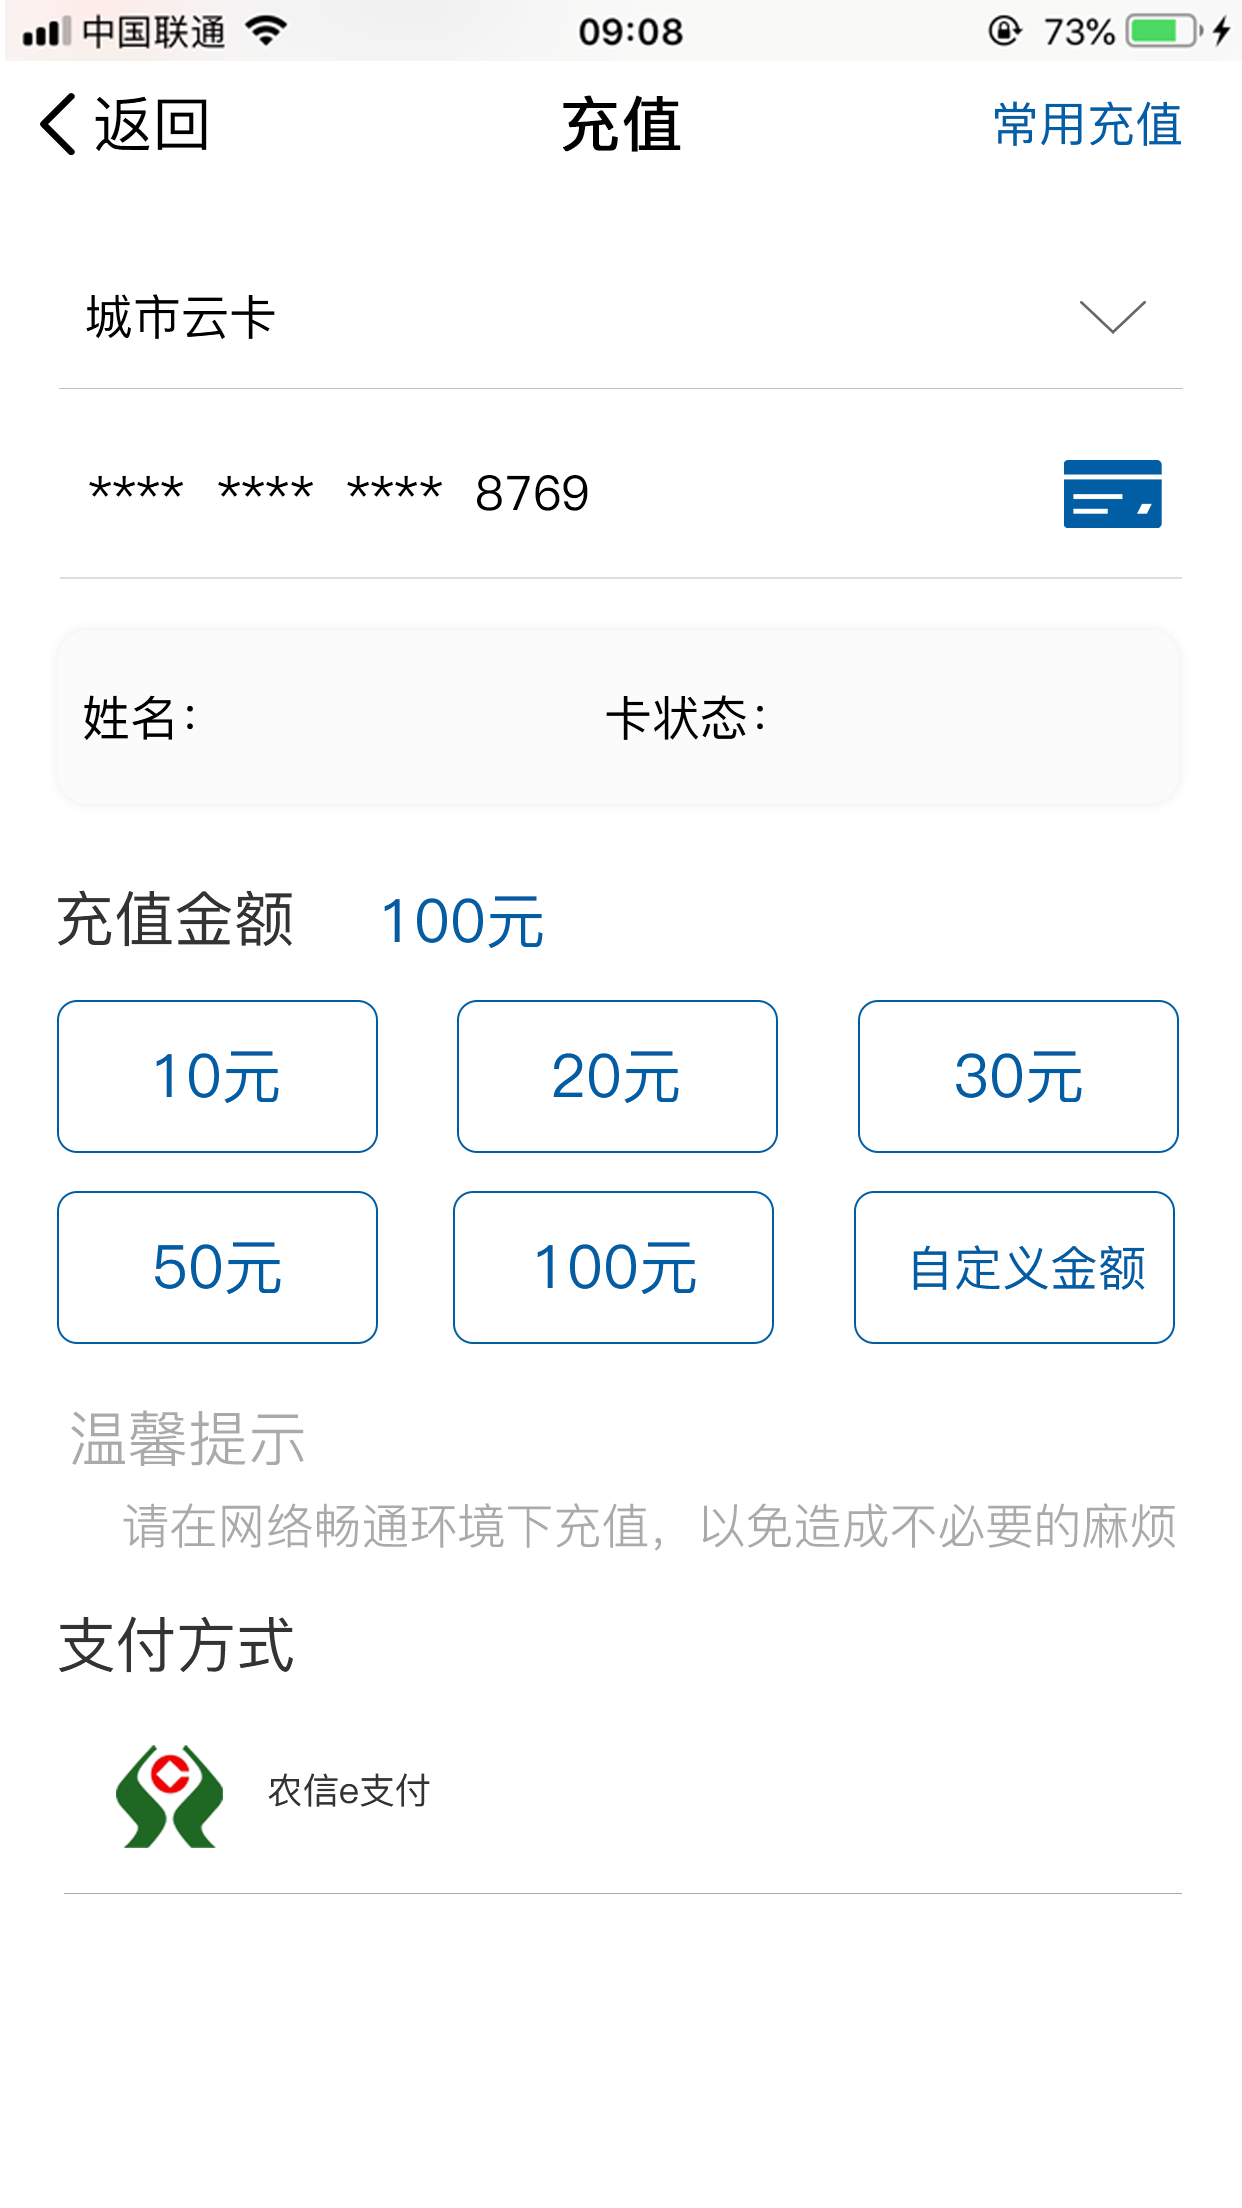 中国联通 09:08 73%
返回 充值 常用充值
城市云卡
**** **** **** 8769
姓名： 卡状态：
充值金额 100元
10元 20元 30元
50元 100元 自定义金额
温馨提示
请在网络畅通环境下充值，以免造成不必要的麻烦
支付方式
农信e支付